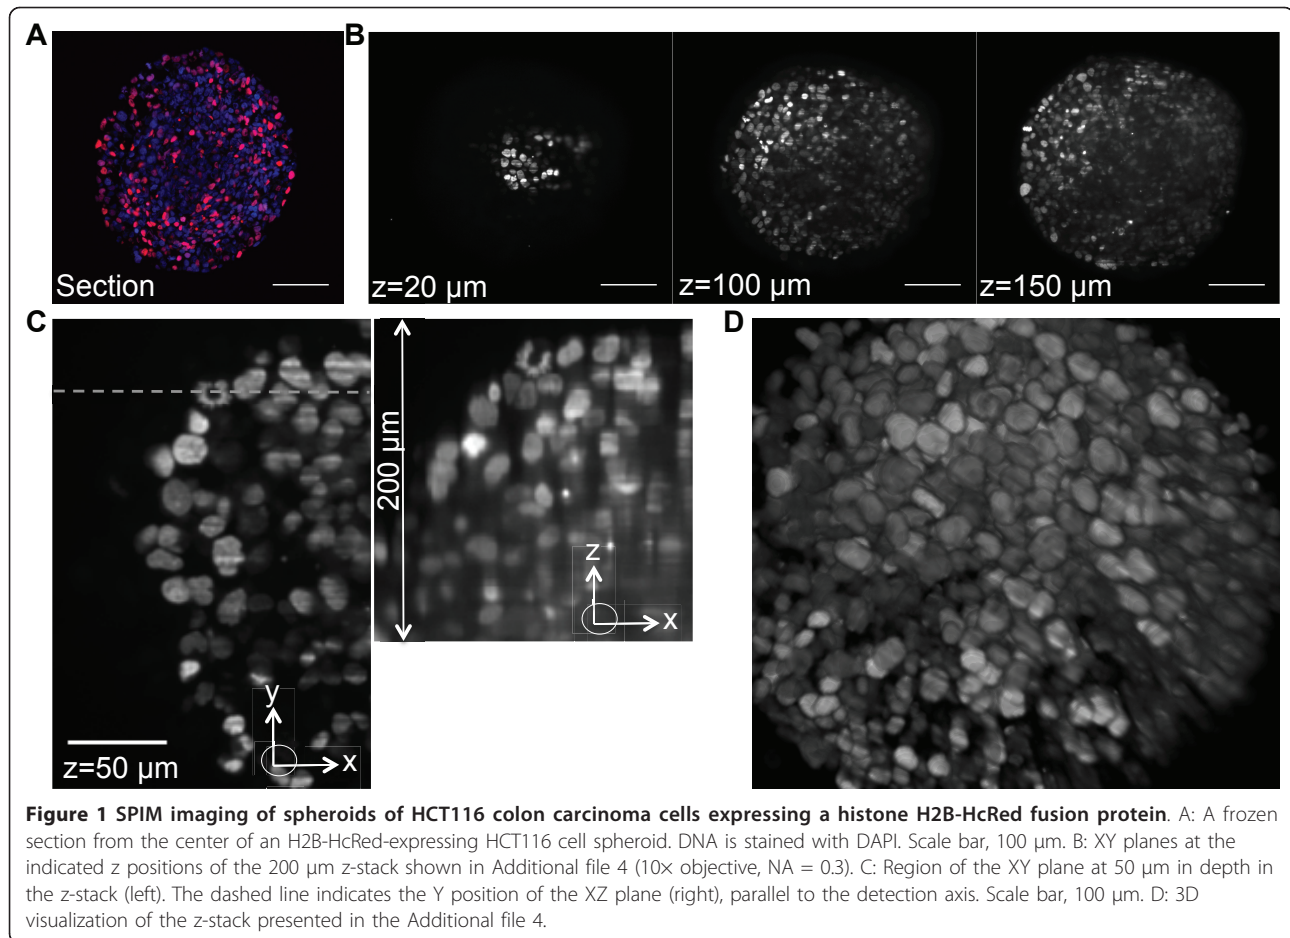 A
B
Section
z=20 µm
z=100 µm
z=150 µm
C
D
200 µm
z
x
y
x
50 µm
z=50 µm
Figure 1 SPIM imaging of spheroids of HCT116 colon carcinoma cells expressing a histone H2B-HcRed fusion protein. A: A frozen
section from the center of an H2B-HcRed-expressing HCT116 cell spheroid. DNA is stained with DAPI. Scale bar, 100 µm. B: XY planes at the
indicated z positions of the 200 µm z-stack shown in Additional file 4 (10× objective, NA = 0.3). C: Region of the XY plane at 50 µm in depth in
the z-stack (left). The dashed line indicates the Y position of the XZ plane (right), parallel to the detection axis. Scale bar, 100 µm. D: 3D
visualization of the z-stack presented in the Additional file 4.